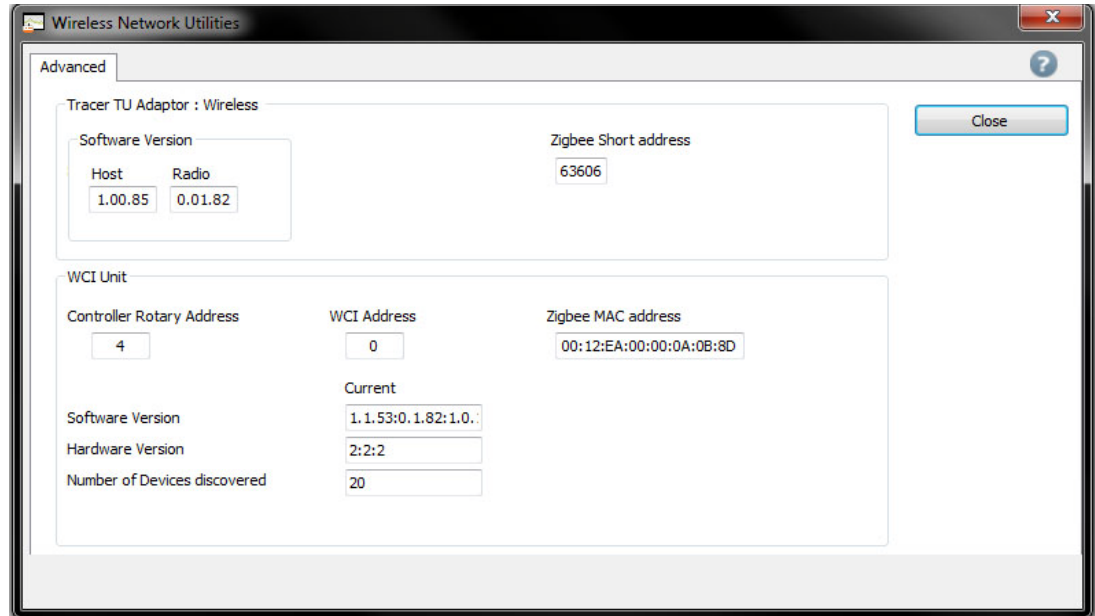 Wireless Network Utilities
Advanced
Tracer TU Adaptor : Wireless
Close
Software Version
Zigbee Short address
Host Radio
63606
1.00.85 0.01.82
WCI Unit
Controller Rotary Address WCI Address Zigbee MAC address
4 0 00:12:EA:00:00:0A:0B:8D
Current
Software Version 1.1.53:0.1.82:1.0.
Hardware Version 2:2:2
Number of Devices discovered 20